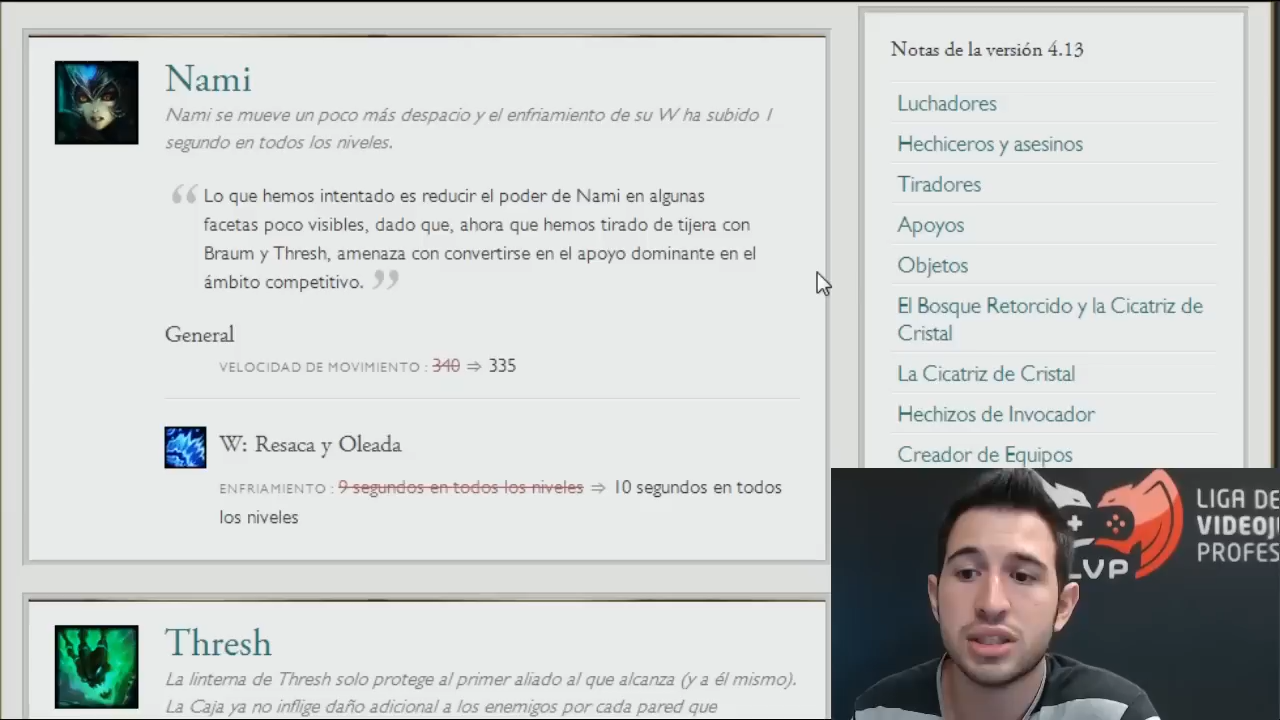 Nami
Nami se mueve un poco más despacio y el enfriamiento de su W ha subido 1
segundo en todos los niveles.
“ Lo que hemos intentado es reducir el poder de Nami en algunas
facetas poco visibles, dado que, ahora que hemos tirado de tijera con
Braum y Thresh, amenaza con convertirse en el apoyo dominante en el
ámbito competitivo. ”
General
VELOCIDAD DE MOVIMIENTO : 340 ⇒ 335
W: Resaca y Oleada
ENFRIAMIENTO : 9 segundos en todos los niveles ⇒ 10 segundos en todos
los niveles
Thresh
La linterna de Thresh solo protege al primer aliado al que alcanza (y a él mismo).
La Caja ya no inflige daño adicional a los enemigos por cada pared que
Notas de la versión 4.13
Luchadores
Hechiceros y asesinos
Tiradores
Apoyos
Objetos
El Bosque Retorcido y la Cicatriz de
Cristal
La Cicatriz de Cristal
Hechizos de Invocador
Creador de Equipos
LVP
LIGA DE
VIDEOJ
PROFES